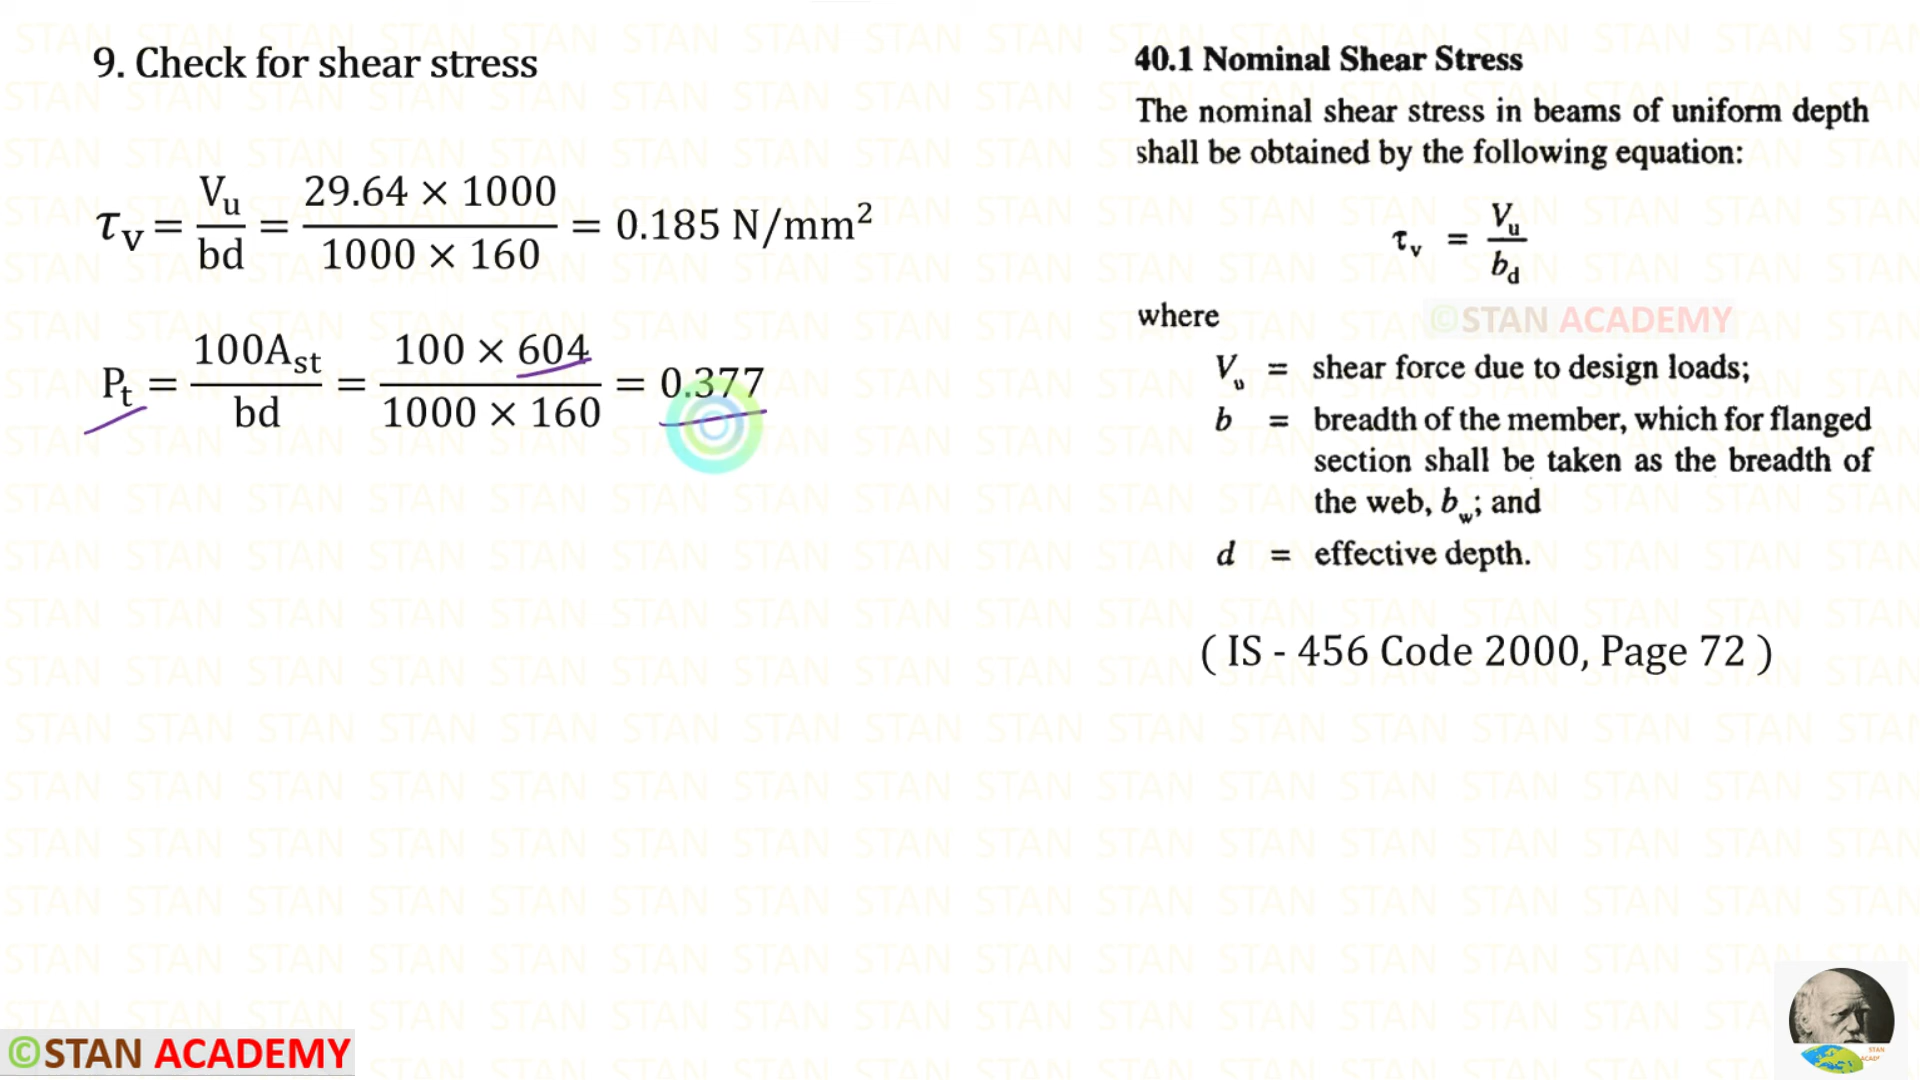 9. Check for shear stress
τv = Vu / bd = 29.64 × 1000 / 1000 × 160 = 0.185 N/mm²
Pt = 100Ast / bd = 100 × 604 / 1000 × 160 = 0.377
40.1 Nominal Shear Stress
The nominal shear stress in beams of uniform depth
shall be obtained by the following equation:
τv = Vu / bd
©STAN ACADEMY
where
Vu = shear force due to design loads;
b = breadth of the member, which for flanged
section shall be taken as the breadth of
the web, bw; and
d = effective depth.
( IS - 456 Code 2000, Page 72 )
©STAN ACADEMY